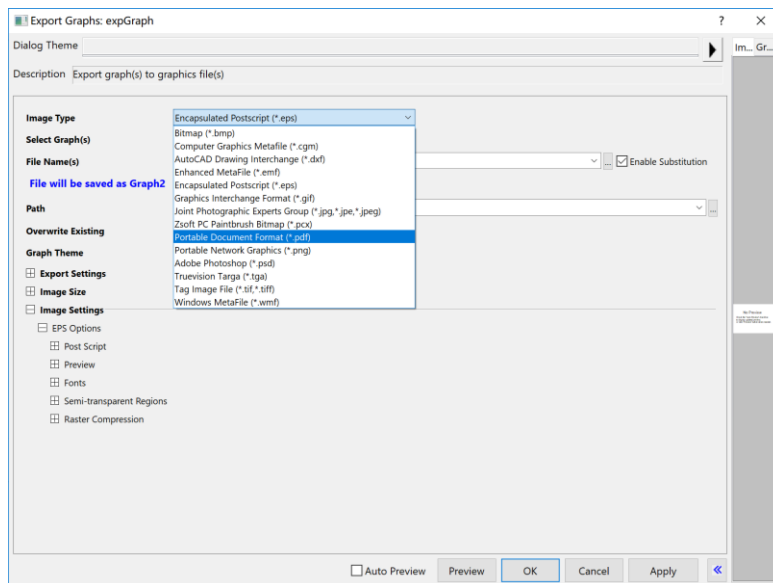 Export Graphs: expGraph
?
Dialog Theme
Im... Gr...
Description Export graph(s) to graphics file(s)
Image Type Encapsulated Postscript (*.eps)
Bitmap (*.bmp)
Select Graph(s)
Computer Graphics Metafile (*.cgm)
AutoCAD Drawing Interchange (*.dxf)
File Name(s) ... Enable Substitution
Enhanced MetaFile (*.emf)
File will be saved as Graph2
Encapsulated Postscript (*.eps)
Graphics Interchange Format (*.gif)
Path ...
Joint Photographic Experts Group (*.jpg,*.jpe,*.jpeg)
Zsoft PC Paintbrush Bitmap (*.pcx)
Overwrite Existing
Portable Document Format (*.pdf)
Graph Theme
Portable Network Graphics (*.png)
Adobe Photoshop (*.psd)
Export Settings
Truevision Targa (*.tga)
Image Size
Tag Image File (*.tif,*.tiff)
Image Settings
Windows MetaFile (*.wmf)
EPS Options
Post Script
Preview
Fonts
Semi-transparent Regions
Raster Compression
No Preview
Auto Preview Preview OK Cancel Apply